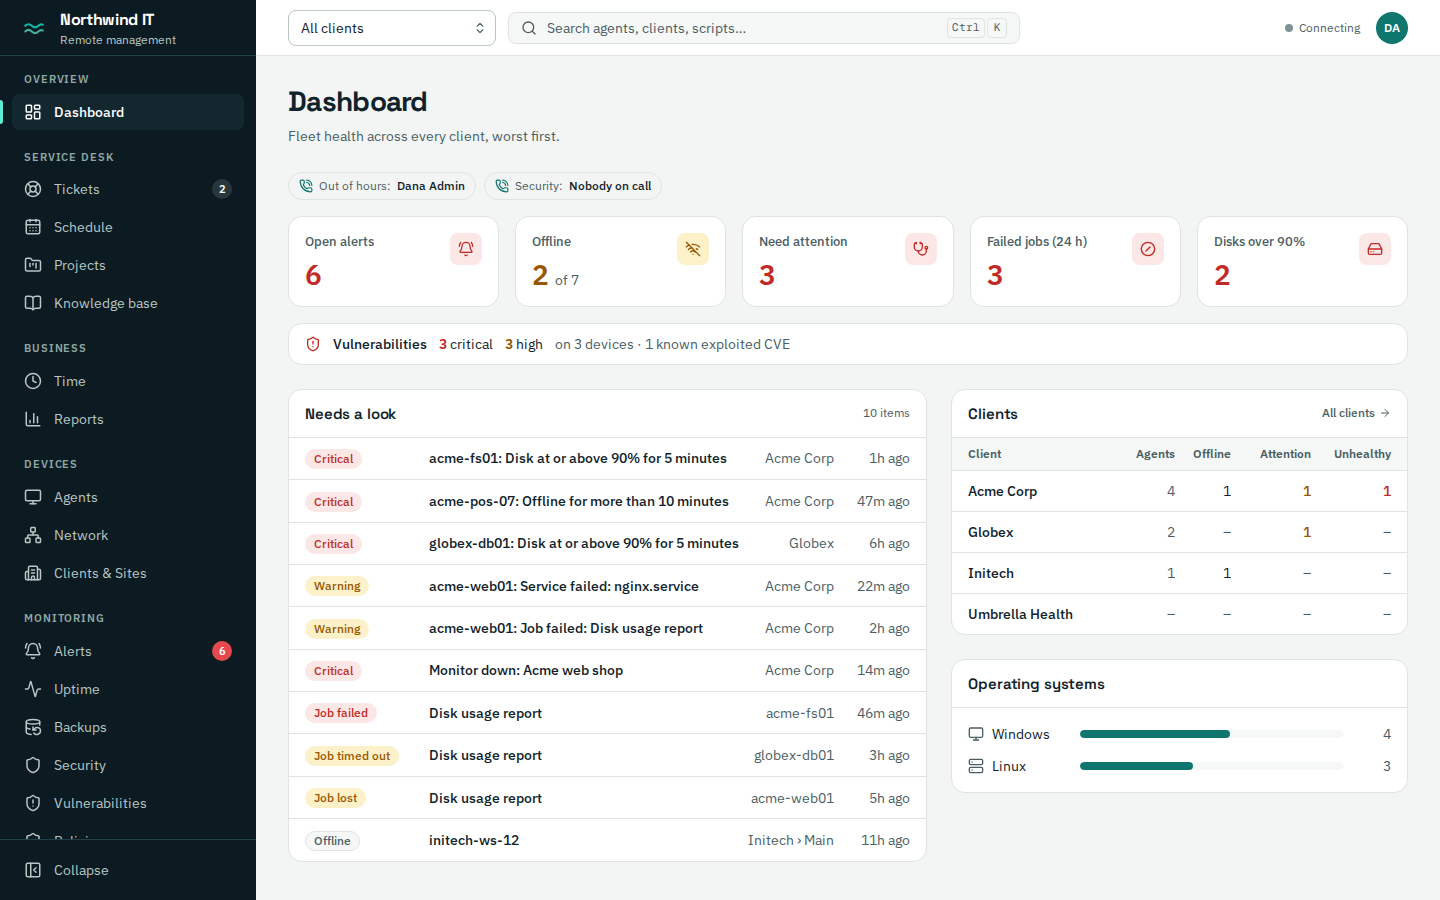 Northwind IT
Remote management
All clients
Search agents, clients, scripts...
Ctrl K
Connecting
DA
OVERVIEW
Dashboard
SERVICE DESK
Tickets 2
Schedule
Projects
Knowledge base
BUSINESS
Time
Reports
DEVICES
Agents
Network
Clients & Sites
MONITORING
Alerts 6
Uptime
Backups
Security
Vulnerabilities
Collapse
Dashboard
Fleet health across every client, worst first.
Out of hours: Dana Admin
Security: Nobody on call
Open alerts
6
Offline
2 of 7
Need attention
3
Failed jobs (24 h)
3
Disks over 90%
2
Vulnerabilities 3 critical 3 high on 3 devices · 1 known exploited CVE
Needs a look 10 items
Critical acme-fs01: Disk at or above 90% for 5 minutes Acme Corp 1h ago
Critical acme-pos-07: Offline for more than 10 minutes Acme Corp 47m ago
Critical globex-db01: Disk at or above 90% for 5 minutes Globex 6h ago
Warning acme-web01: Service failed: nginx.service Acme Corp 22m ago
Warning acme-web01: Job failed: Disk usage report Acme Corp 2h ago
Critical Monitor down: Acme web shop Acme Corp 14m ago
Job failed Disk usage report acme-fs01 46m ago
Job timed out Disk usage report globex-db01 3h ago
Job lost Disk usage report acme-web01 5h ago
Offline initech-ws-12 Initech › Main 11h ago
Clients All clients →
Client Agents Offline Attention Unhealthy
Acme Corp 4 1 1 1
Globex 2 – 1 –
Initech 1 1 – –
Umbrella Health – – – –
Operating systems
Windows 4
Linux 3